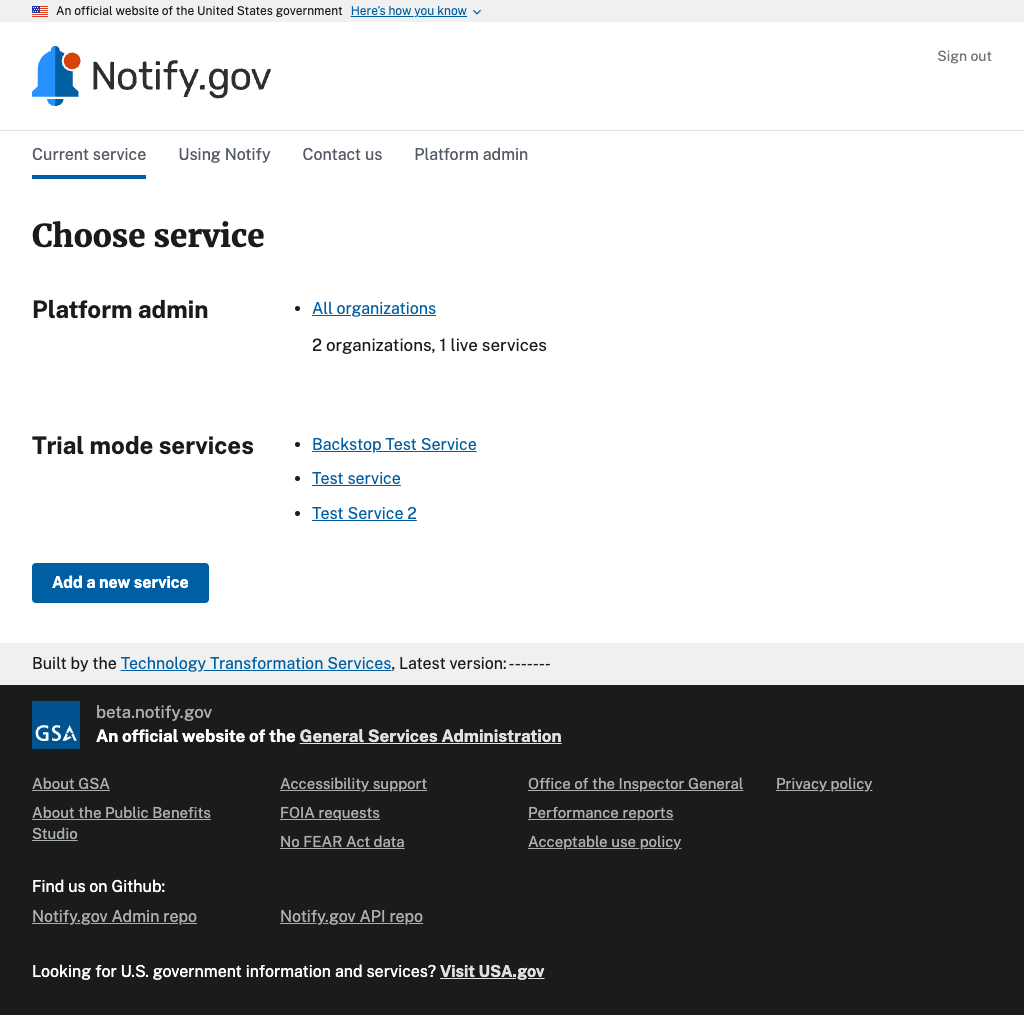 An official website of the United States government Here's how you know
Notify.gov
Sign out
Current service Using Notify Contact us Platform admin
Choose service
Platform admin
All organizations
2 organizations, 1 live services
Trial mode services
Backstop Test Service
Test service
Test Service 2
Add a new service
Built by the Technology Transformation Services, Latest version:-------
GSA
beta.notify.gov
An official website of the General Services Administration
About GSA
About the Public Benefits
Studio
Accessibility support
FOIA requests
No FEAR Act data
Office of the Inspector General
Performance reports
Acceptable use policy
Privacy policy
Find us on Github:
Notify.gov Admin repo
Notify.gov API repo
Looking for U.S. government information and services? Visit USA.gov